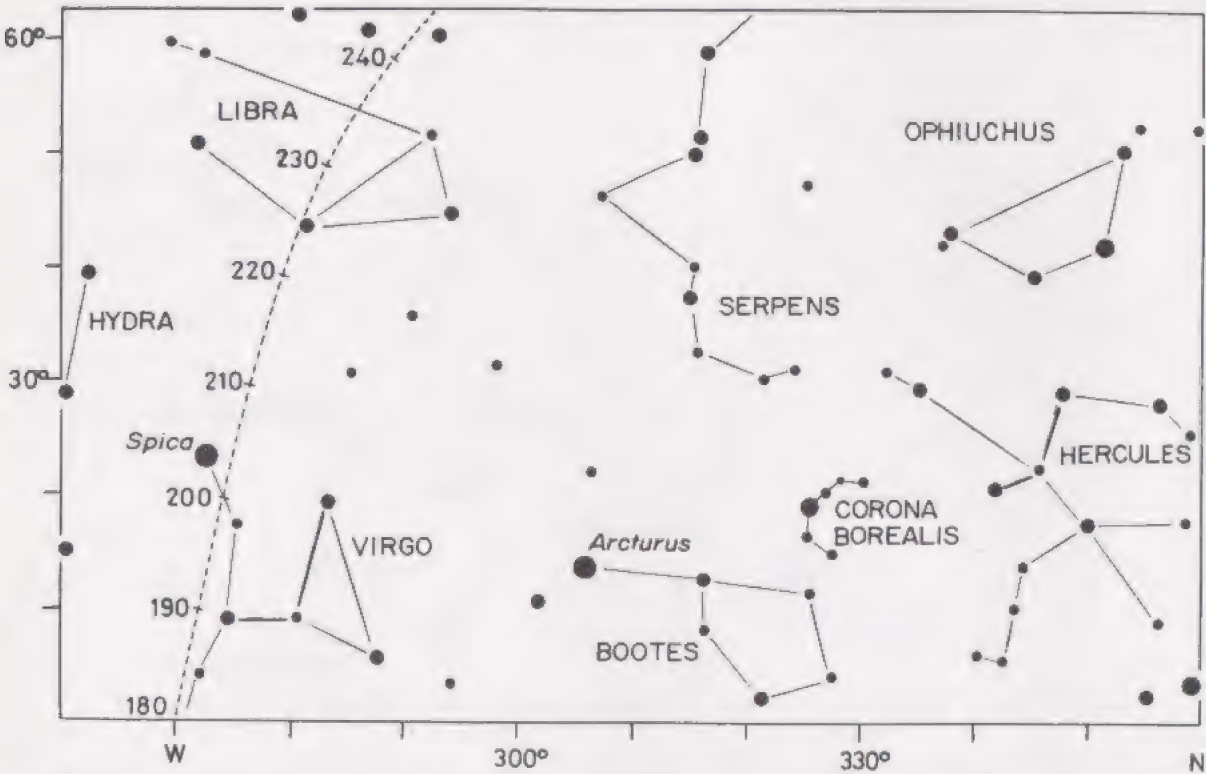 60°
240
LIBRA
OPHIUCHUS
230
220
SERPENS
HYDRA
30°
210
Spica
HERCULES
200
CORONA
BOREALIS
VIRGO
Arcturus
190
BOOTES
180
W
300°
330°
N